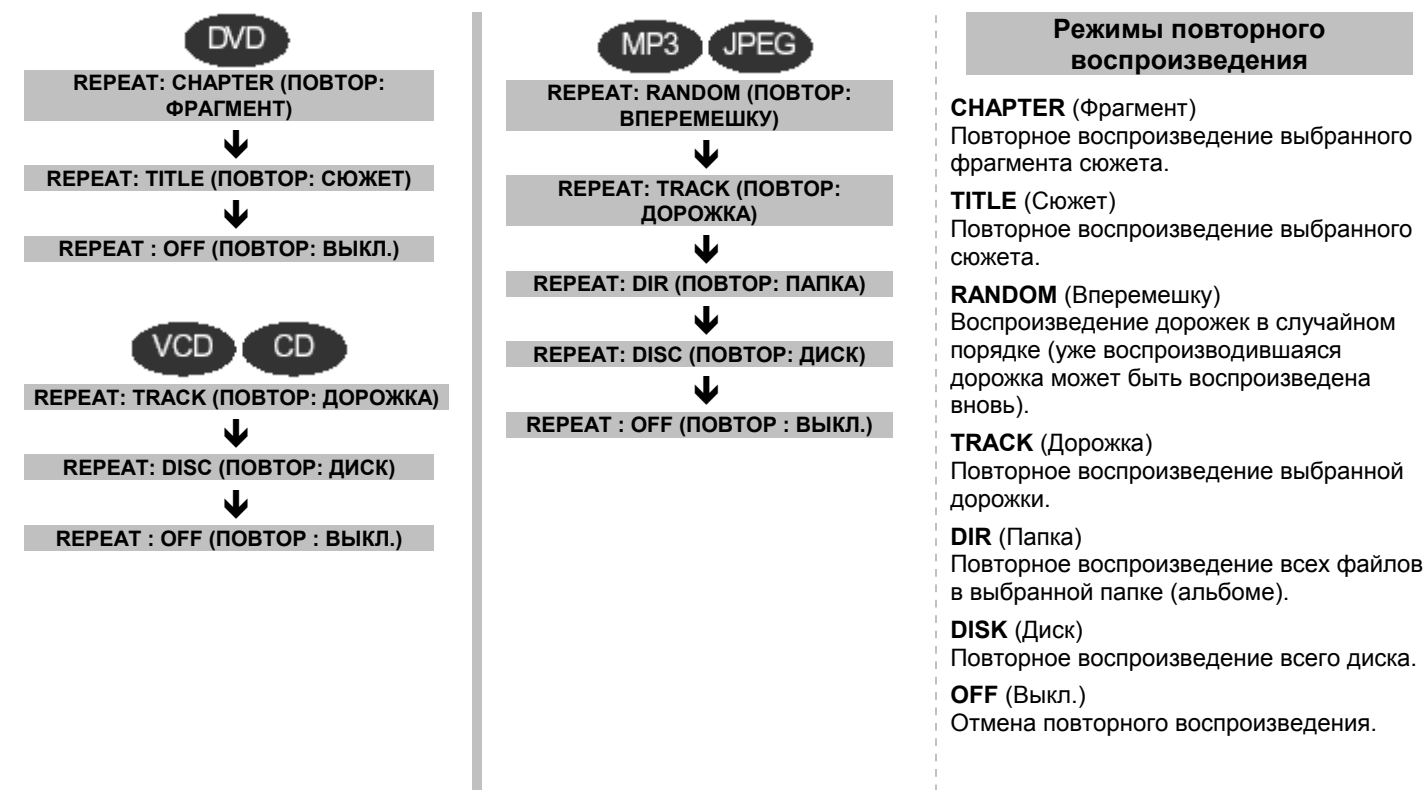 DVD
REPEAT: CHAPTER (ПОВТОР:
ФРАГМЕНТ)
REPEAT: TITLE (ПОВТОР: СЮЖЕТ)
REPEAT : OFF (ПОВТОР: ВЫКЛ.)
VCD CD
REPEAT: TRACK (ПОВТОР: ДОРОЖКА)
REPEAT: DISC (ПОВТОР: ДИСК)
REPEAT : OFF (ПОВТОР : ВЫКЛ.)
MP3 JPEG
REPEAT: RANDOM (ПОВТОР:
ВПЕРЕМЕШКУ)
REPEAT: TRACK (ПОВТОР:
ДОРОЖКА)
REPEAT: DIR (ПОВТОР: ПАПКА)
REPEAT: DISC (ПОВТОР: ДИСК)
REPEAT : OFF (ПОВТОР : ВЫКЛ.)
Режимы повторного
воспроизведения
CHAPTER (Фрагмент)
Повторное воспроизведение выбранного
фрагмента сюжета.
TITLE (Сюжет)
Повторное воспроизведение выбранного
сюжета.
RANDOM (Вперемешку)
Воспроизведение дорожек в случайном
порядке (уже воспроизводившаяся
дорожка может быть воспроизведена
вновь).
TRACK (Дорожка)
Повторное воспроизведение выбранной
дорожки.
DIR (Папка)
Повторное воспроизведение всех файлов
в выбранной папке (альбоме).
DISK (Диск)
Повторное воспроизведение всего диска.
OFF (Выкл.)
Отмена повторного воспроизведения.